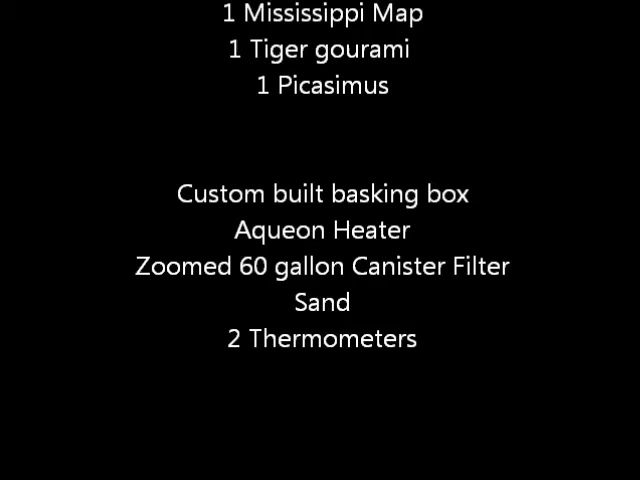 1 Mississippi Map
1 Tiger gourami
1 Picasimus
Custom built basking box
Aqueon Heater
Zoomed 60 gallon Canister Filter
Sand
2 Thermometers